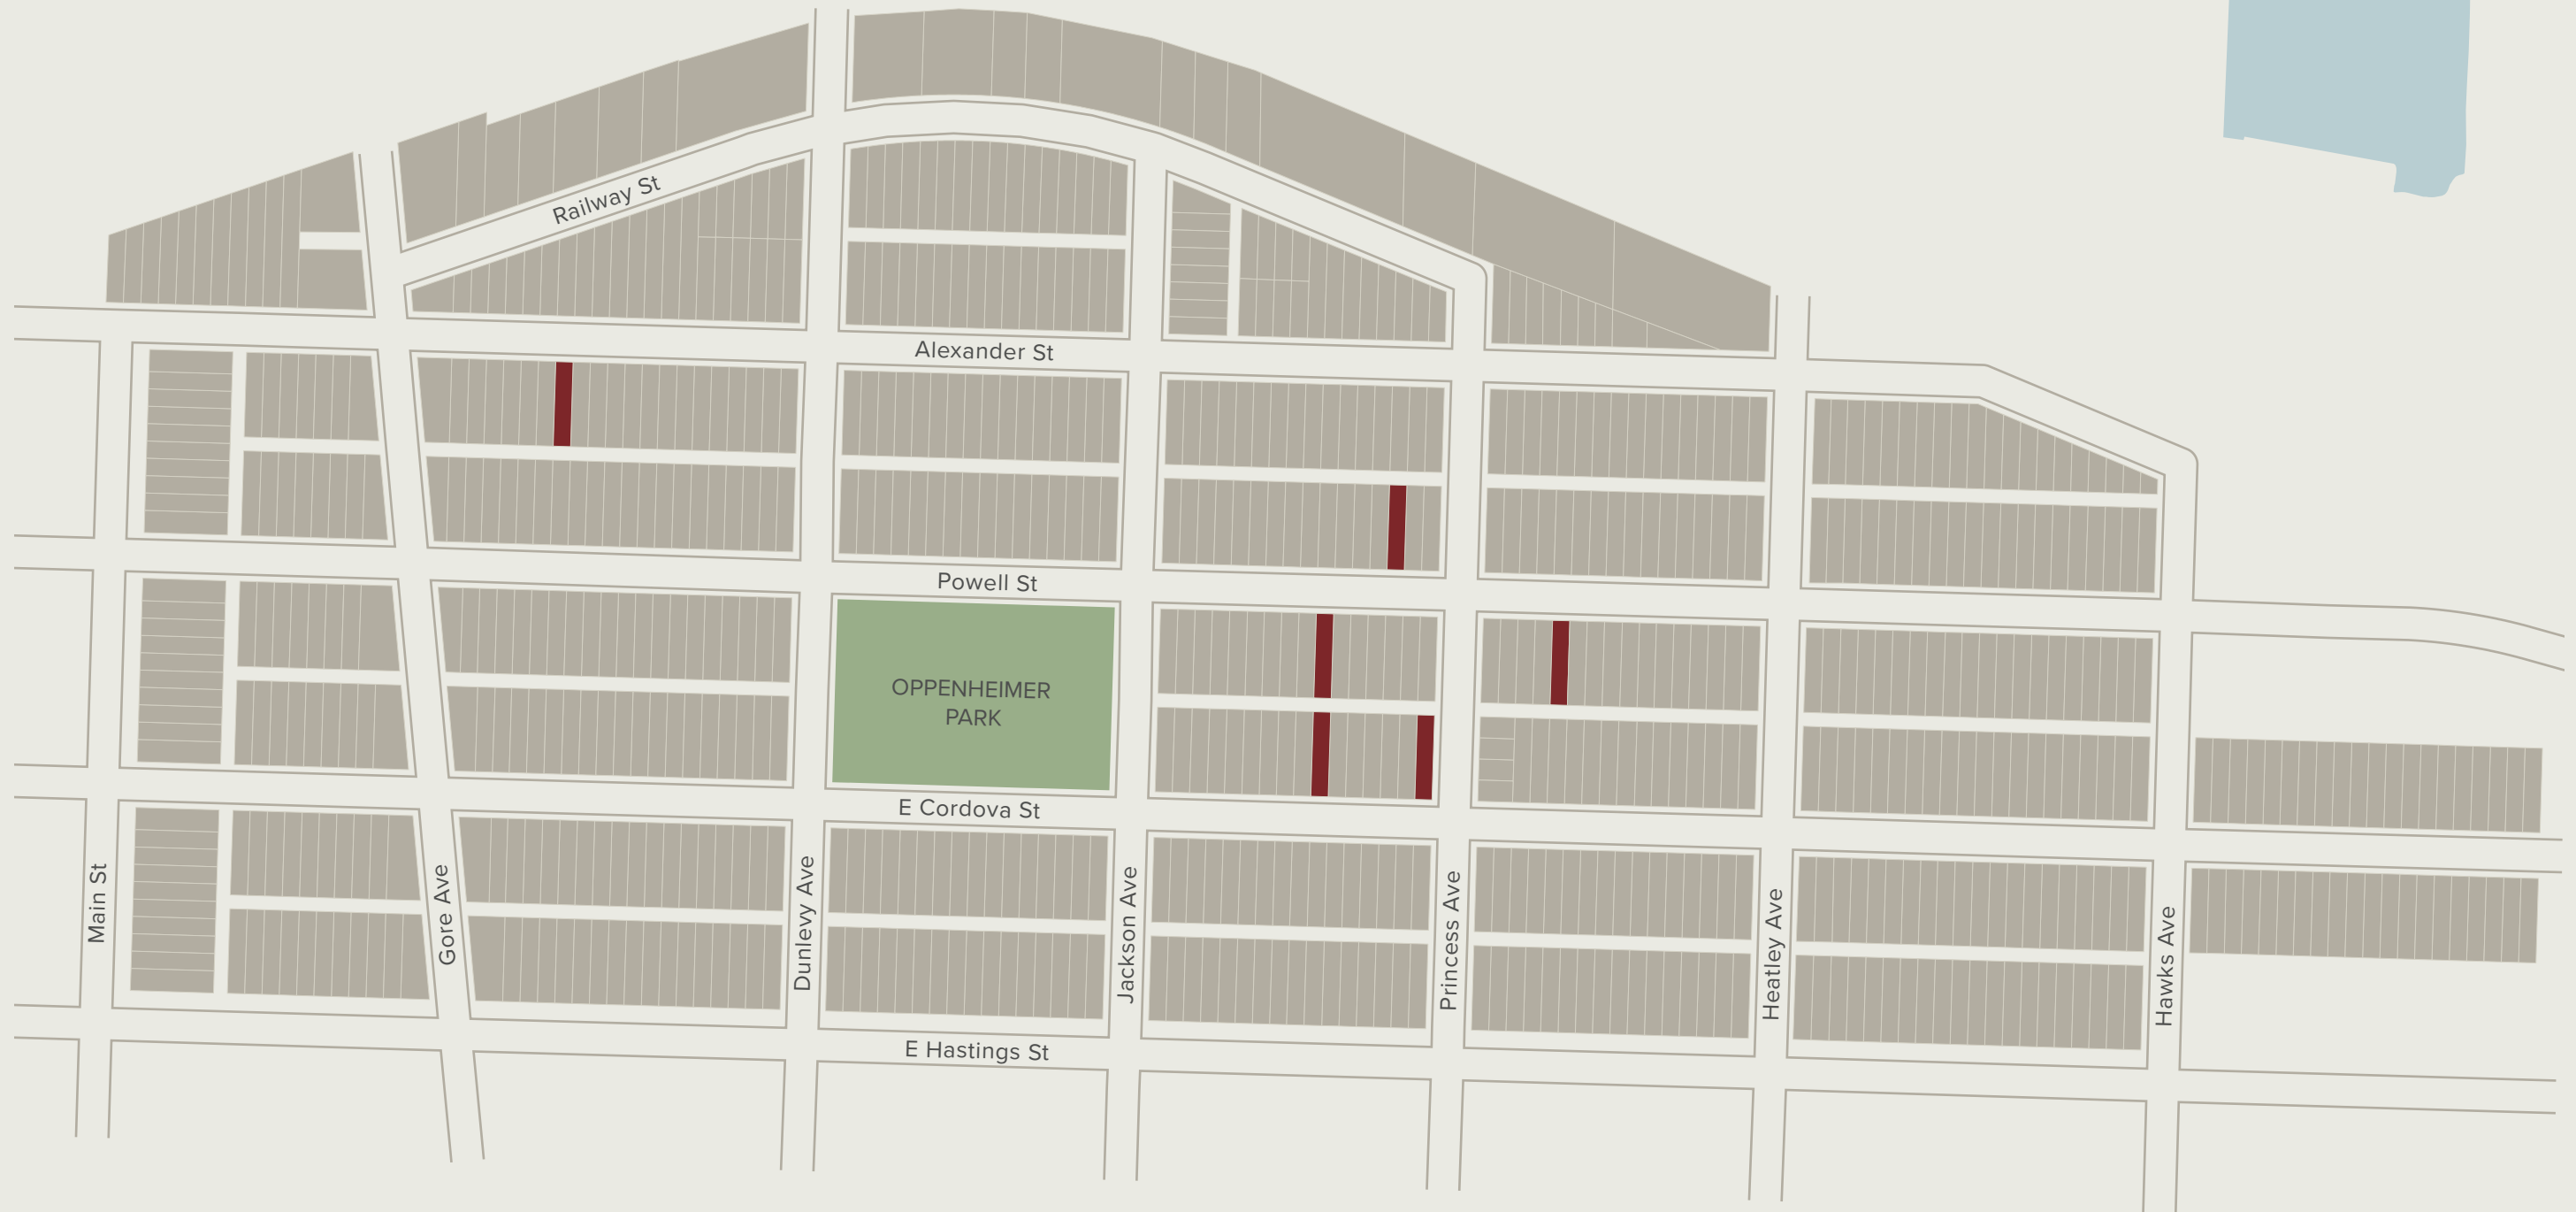 Railway St
Alexander St
Powell St
OPPENHEIMER
PARK
E Cordova St
Main St
Gore Ave
Dunlevy Ave
Jackson Ave
Princess Ave
Heatley Ave
Hawks Ave
E Hastings St